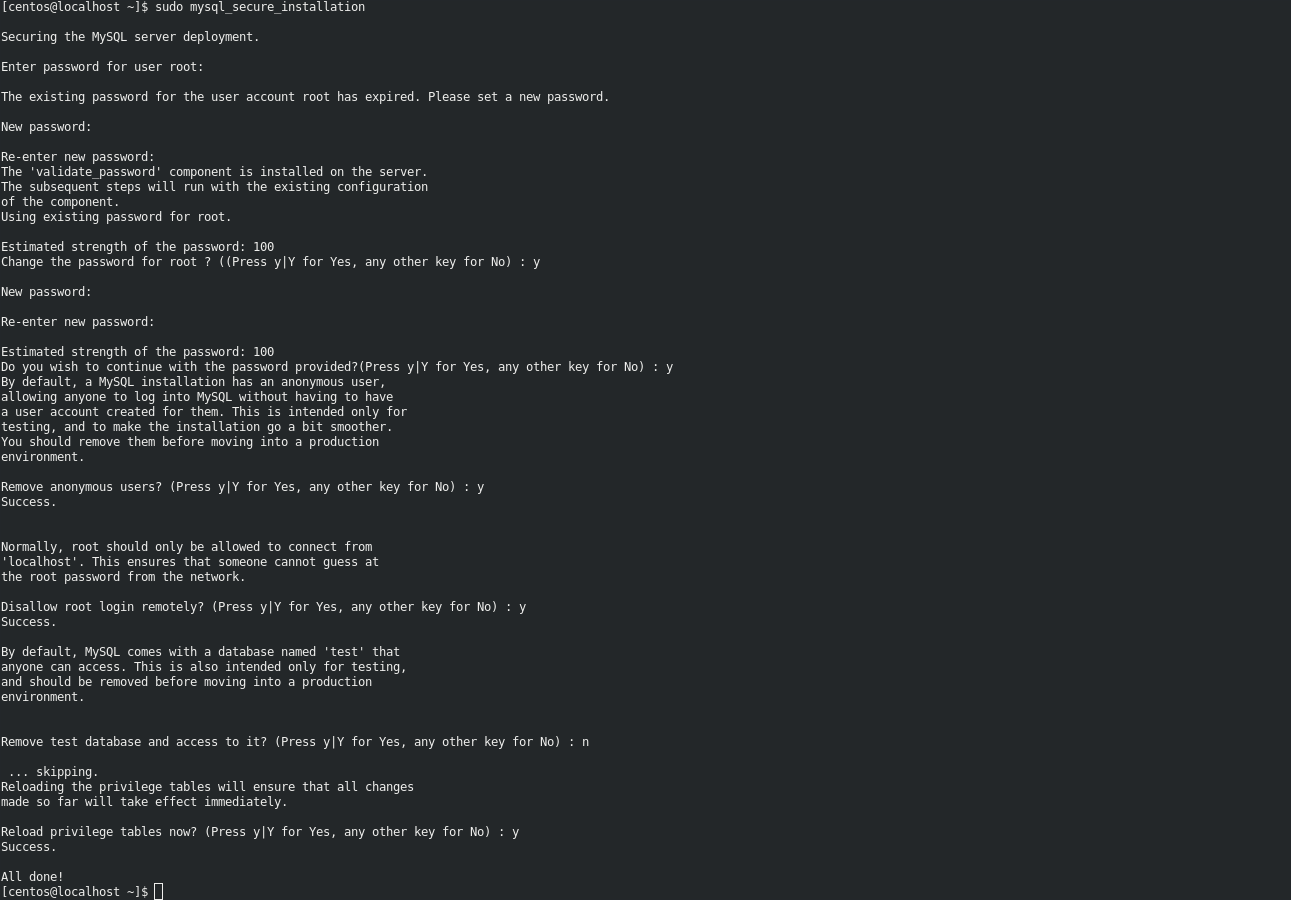 [centos@localhost ~]$ sudo mysql_secure_installation
Securing the MySQL server deployment.
Enter password for user root:
The existing password for the user account root has expired. Please set a new password.
New password:
Re-enter new password:
The 'validate_password' component is installed on the server.
The subsequent steps will run with the existing configuration
of the component.
Using existing password for root.
Estimated strength of the password: 100
Change the password for root ? ((Press y|Y for Yes, any other key for No) : y
New password:
Re-enter new password:
Estimated strength of the password: 100
Do you wish to continue with the password provided?(Press y|Y for Yes, any other key for No) : y
By default, a MySQL installation has an anonymous user,
allowing anyone to log into MySQL without having to have
a user account created for them. This is intended only for
testing, and to make the installation go a bit smoother.
You should remove them before moving into a production
environment.
Remove anonymous users? (Press y|Y for Yes, any other key for No) : y
Success.
Normally, root should only be allowed to connect from
'localhost'. This ensures that someone cannot guess at
the root password from the network.
Disallow root login remotely? (Press y|Y for Yes, any other key for No) : y
Success.
By default, MySQL comes with a database named 'test' that
anyone can access. This is also intended only for testing,
and should be removed before moving into a production
environment.
Remove test database and access to it? (Press y|Y for Yes, any other key for No) : n
... skipping.
Reloading the privilege tables will ensure that all changes
made so far will take effect immediately.
Reload privilege tables now? (Press y|Y for Yes, any other key for No) : y
Success.
All done!
[centos@localhost ~]$